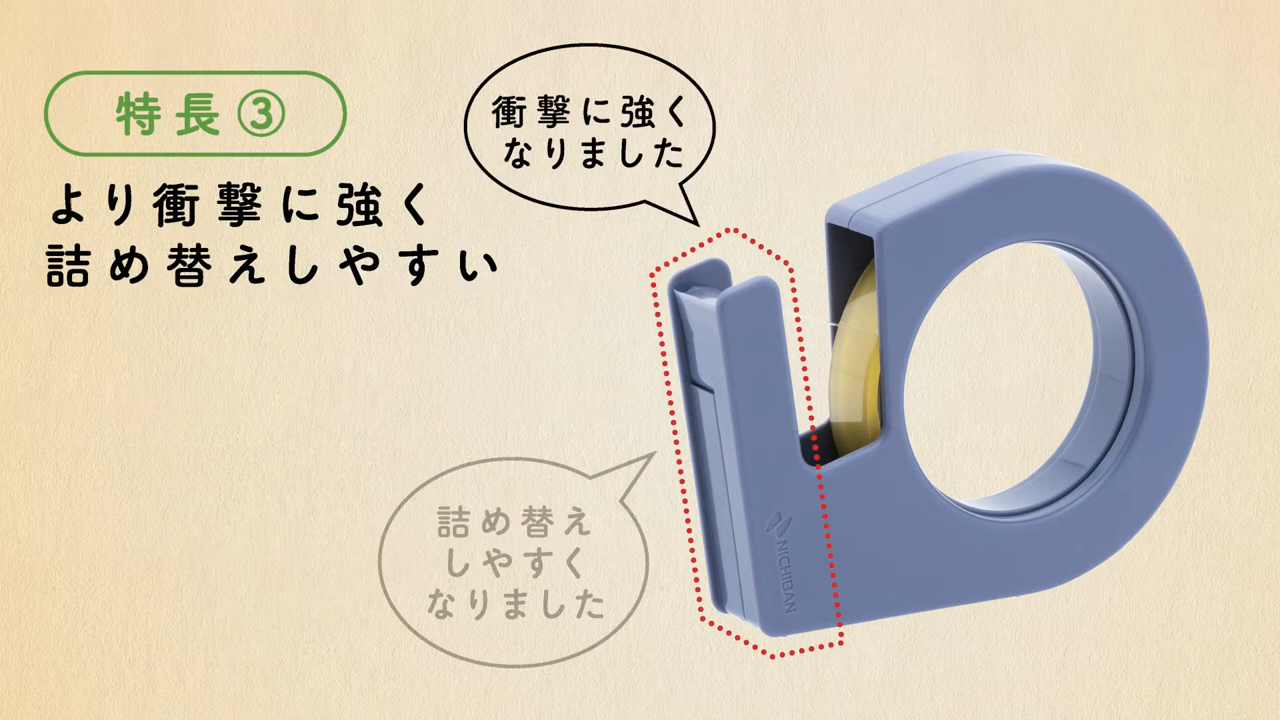 特長③
より衝撃に強く
詰め替えしやすい
衝撃に強く
なりました
詰め替え
しやすく
なりました
NICHIBAN